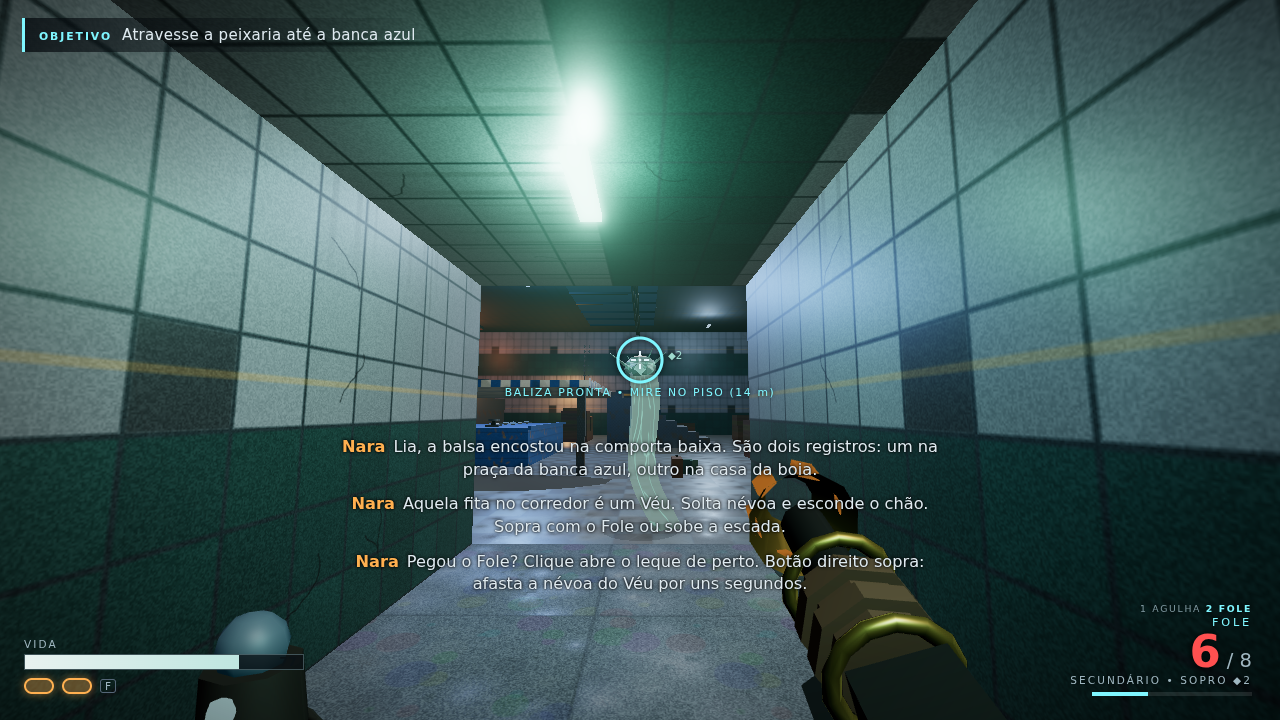 OBJETIVO Atravesse a peixaria até a banca azul
◆2
BALIZA PRONTA • MIRE NO PISO (14 m)
Nara Lia, a balsa encostou na comporta baixa. São dois registros: um na
praça da banca azul, outro na casa da boia.
Nara Aquela fita no corredor é um Véu. Solta névoa e esconde o chão.
Sopra com o Fole ou sobe a escada.
Nara Pegou o Fole? Clique abre o leque de perto. Botão direito sopra:
afasta a névoa do Véu por uns segundos.
VIDA
F
1 AGULHA 2 FOLE
FOLE
6 / 8
SECUNDÁRIO • SOPRO ◆2